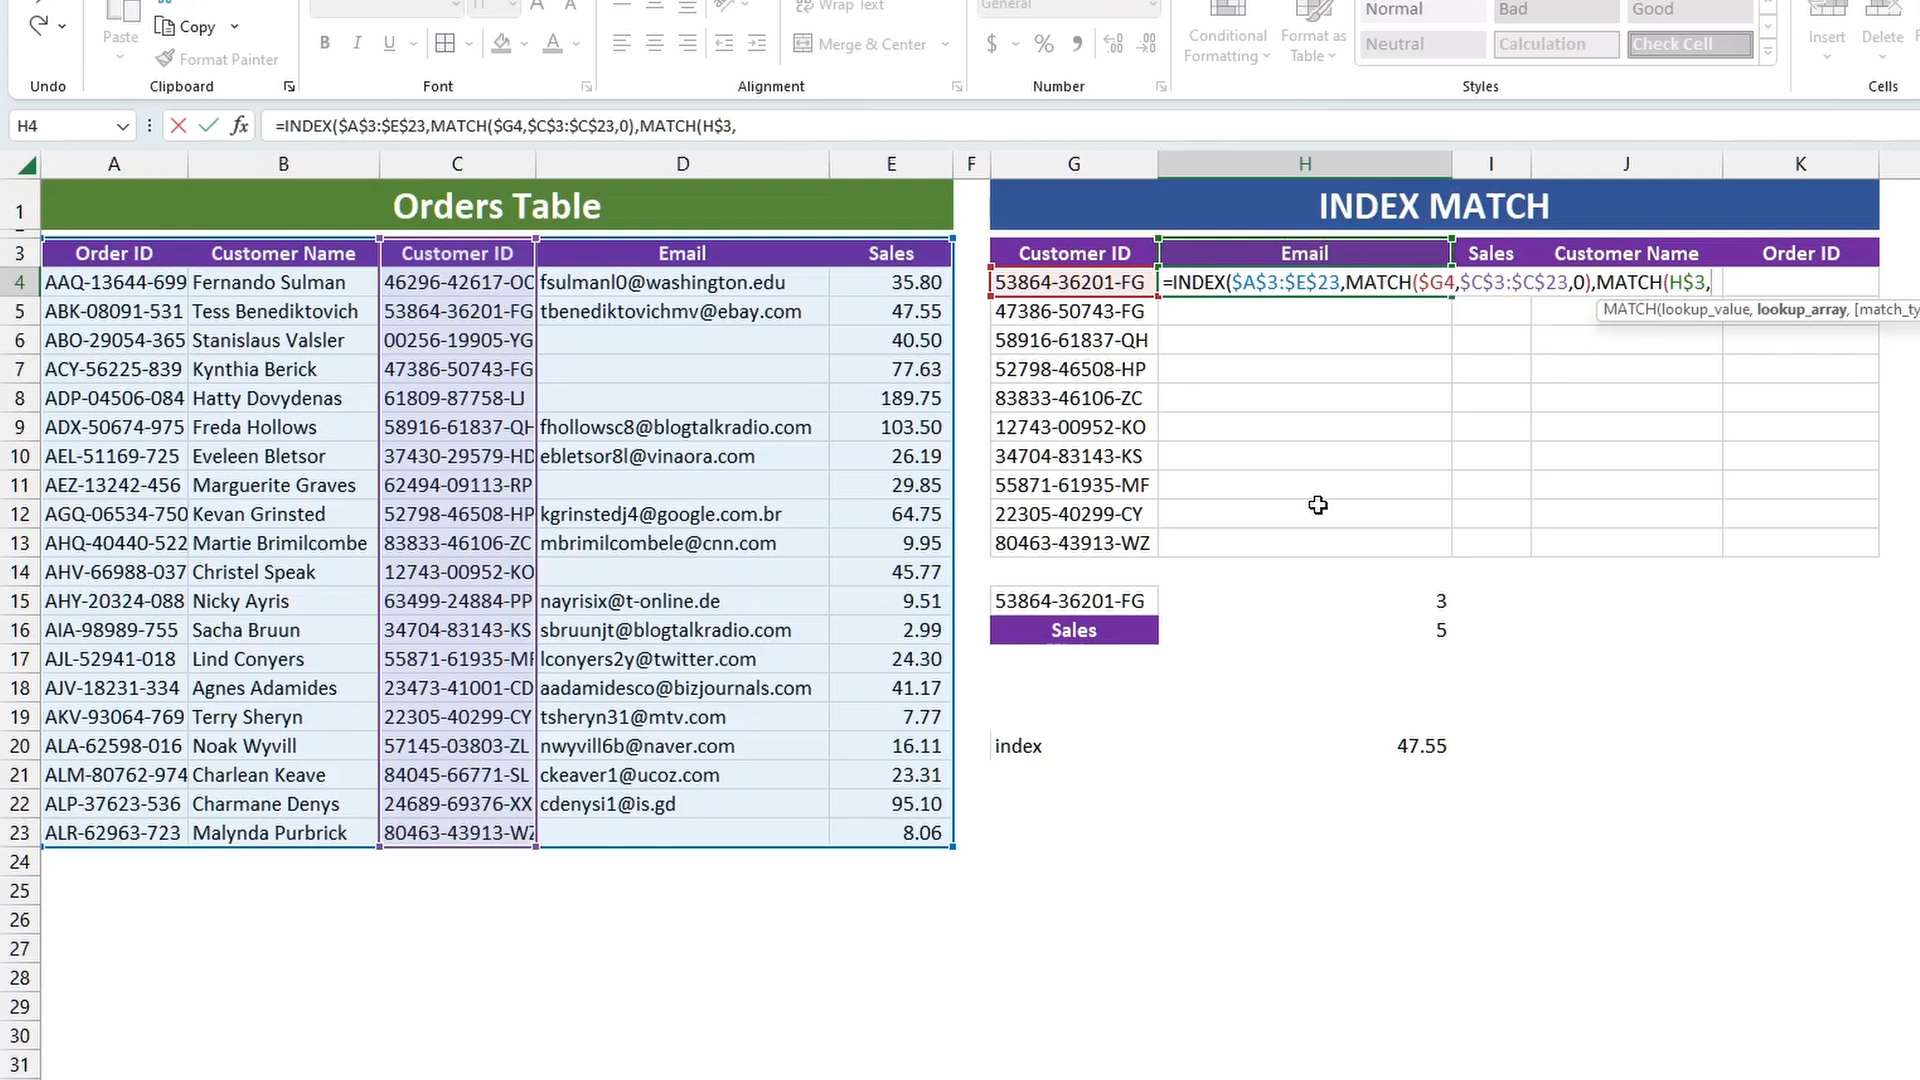 11
Wrap Text
General
Normal
Bad
Good
Paste
Copy
B I U
A
Merge & Center
$ %
Conditional Formatting
Format as Table
Neutral
Calculation
Check Cell
Insert
Delete
Format Painter
Undo
Clipboard
Font
Alignment
Number
Styles
Cells
H4
fx
=INDEX($A$3:$E$23,MATCH($G4,$C$3:$C$23,0),MATCH(H$3,
A B C D E F G H I J K
1 Orders Table INDEX MATCH
3 Order ID Customer Name Customer ID Email Sales Customer ID Email Sales Customer Name Order ID
4 AAQ-13644-699 Fernando Sulman 46296-42617-OQ fsulmanl0@washington.edu 35.80 53864-36201-FG =INDEX($A$3:$E$23,MATCH($G4,$C$3:$C$23,0),MATCH(H$3,
5 ABK-08091-531 Tess Benediktovich 53864-36201-FG tbenediktovichmv@ebay.com 47.55 47386-50743-FG MATCH(lookup_value, lookup_array, [match_ty
6 ABO-29054-365 Stanislaus Valsler 00256-19905-YG 40.50 58916-61837-QH
7 ACY-56225-839 Kynthia Berick 47386-50743-FG 77.63 52798-46508-HP
8 ADP-04506-084 Hatty Dovydenas 61809-87758-LJ 189.75 83833-46106-ZC
9 ADX-50674-975 Freda Hollows 58916-61837-QH fhollowsc8@blogtalkradio.com 103.50 12743-00952-KO
10 AEL-51169-725 Eveleen Bletsor 37430-29579-HD ebletsor8l@vinaora.com 26.19 34704-83143-KS
11 AEZ-13242-456 Marguerite Graves 62494-09113-RP 29.85 55871-61935-MF
12 AGQ-06534-750 Kevan Grinsted 52798-46508-HP kgrinstedj4@google.com.br 64.75 22305-40299-CY
13 AHQ-40440-522 Martie Brimilcombe 83833-46106-ZC mbrimilcombele@cnn.com 9.95 80463-43913-WZ
14 AHV-66988-037 Christel Speak 12743-00952-KO 45.77
15 AHY-20324-088 Nicky Ayris 63499-24884-PP nayrisix@t-online.de 9.51 53864-36201-FG 3
16 AIA-98989-755 Sacha Bruun 34704-83143-KS sbruunjt@blogtalkradio.com 2.99 Sales 5
17 AJL-52941-018 Lind Conyers 55871-61935-MF lconyers2y@twitter.com 24.30
18 AJV-18231-334 Agnes Adamides 23473-41001-CD aadamidesco@bizjournals.com 41.17
19 AKV-93064-769 Terry Sheryn 22305-40299-CY tsheryn31@mtv.com 7.77
20 ALA-62598-016 Noak Wyvill 57145-03803-ZL nwyvill6b@naver.com 16.11 index 47.55
21 ALM-80762-974 Charlean Keave 84045-66771-SL ckeaver1@ucoz.com 23.31
22 ALP-37623-536 Charmane Denys 24689-69376-XX cdenysi1@is.gd 95.10
23 ALR-62963-723 Malynda Purbrick 80463-43913-WZ 8.06
24
25
26
27
28
29
30
31